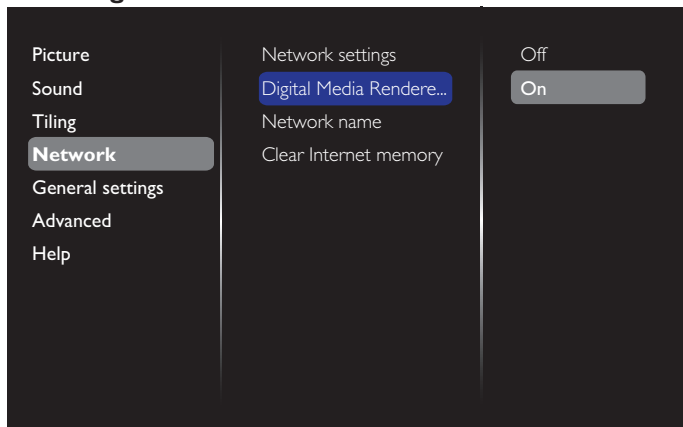 Picture
Sound
Tiling
Network
General settings
Advanced
Help
Network settings
Digital Media Rendere...
Network name
Clear Internet memory
Off
On